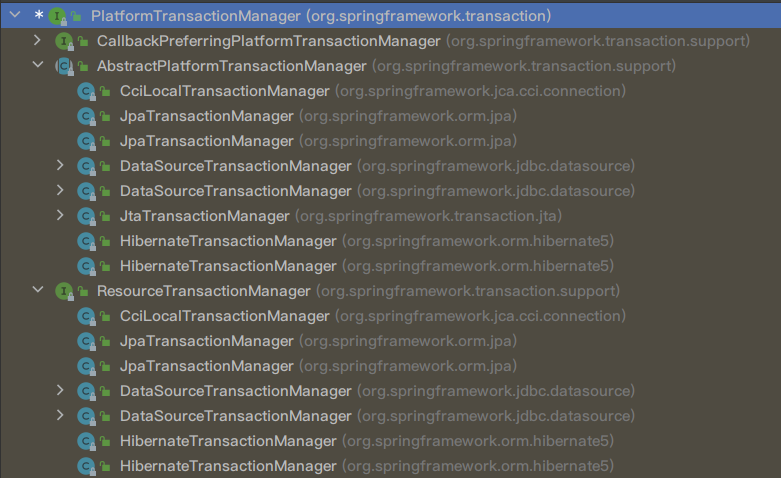 * PlatformTransactionManager (org.springframework.transaction)
CallbackPreferringPlatformTransactionManager (org.springframework.transaction.support)
AbstractPlatformTransactionManager (org.springframework.transaction.support)
CciLocalTransactionManager (org.springframework.jca.cci.connection)
JpaTransactionManager (org.springframework.orm.jpa)
JpaTransactionManager (org.springframework.orm.jpa)
DataSourceTransactionManager (org.springframework.jdbc.datasource)
DataSourceTransactionManager (org.springframework.jdbc.datasource)
JtaTransactionManager (org.springframework.transaction.jta)
HibernateTransactionManager (org.springframework.orm.hibernate5)
HibernateTransactionManager (org.springframework.orm.hibernate5)
ResourceTransactionManager (org.springframework.transaction.support)
CciLocalTransactionManager (org.springframework.jca.cci.connection)
JpaTransactionManager (org.springframework.orm.jpa)
JpaTransactionManager (org.springframework.orm.jpa)
DataSourceTransactionManager (org.springframework.jdbc.datasource)
DataSourceTransactionManager (org.springframework.jdbc.datasource)
HibernateTransactionManager (org.springframework.orm.hibernate5)
HibernateTransactionManager (org.springframework.orm.hibernate5)